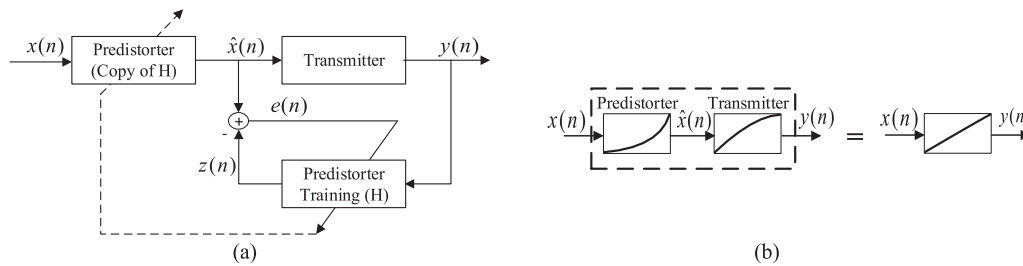 x(n)
Predistorter
(Copy of H)
x̂(n)
Transmitter
y(n)
e(n)
+
-
z(n)
Predistorter
Training (H)
(a)
Predistorter
Transmitter
x(n)
x̂(n)
y(n)
=
x(n)
y(n
(b)